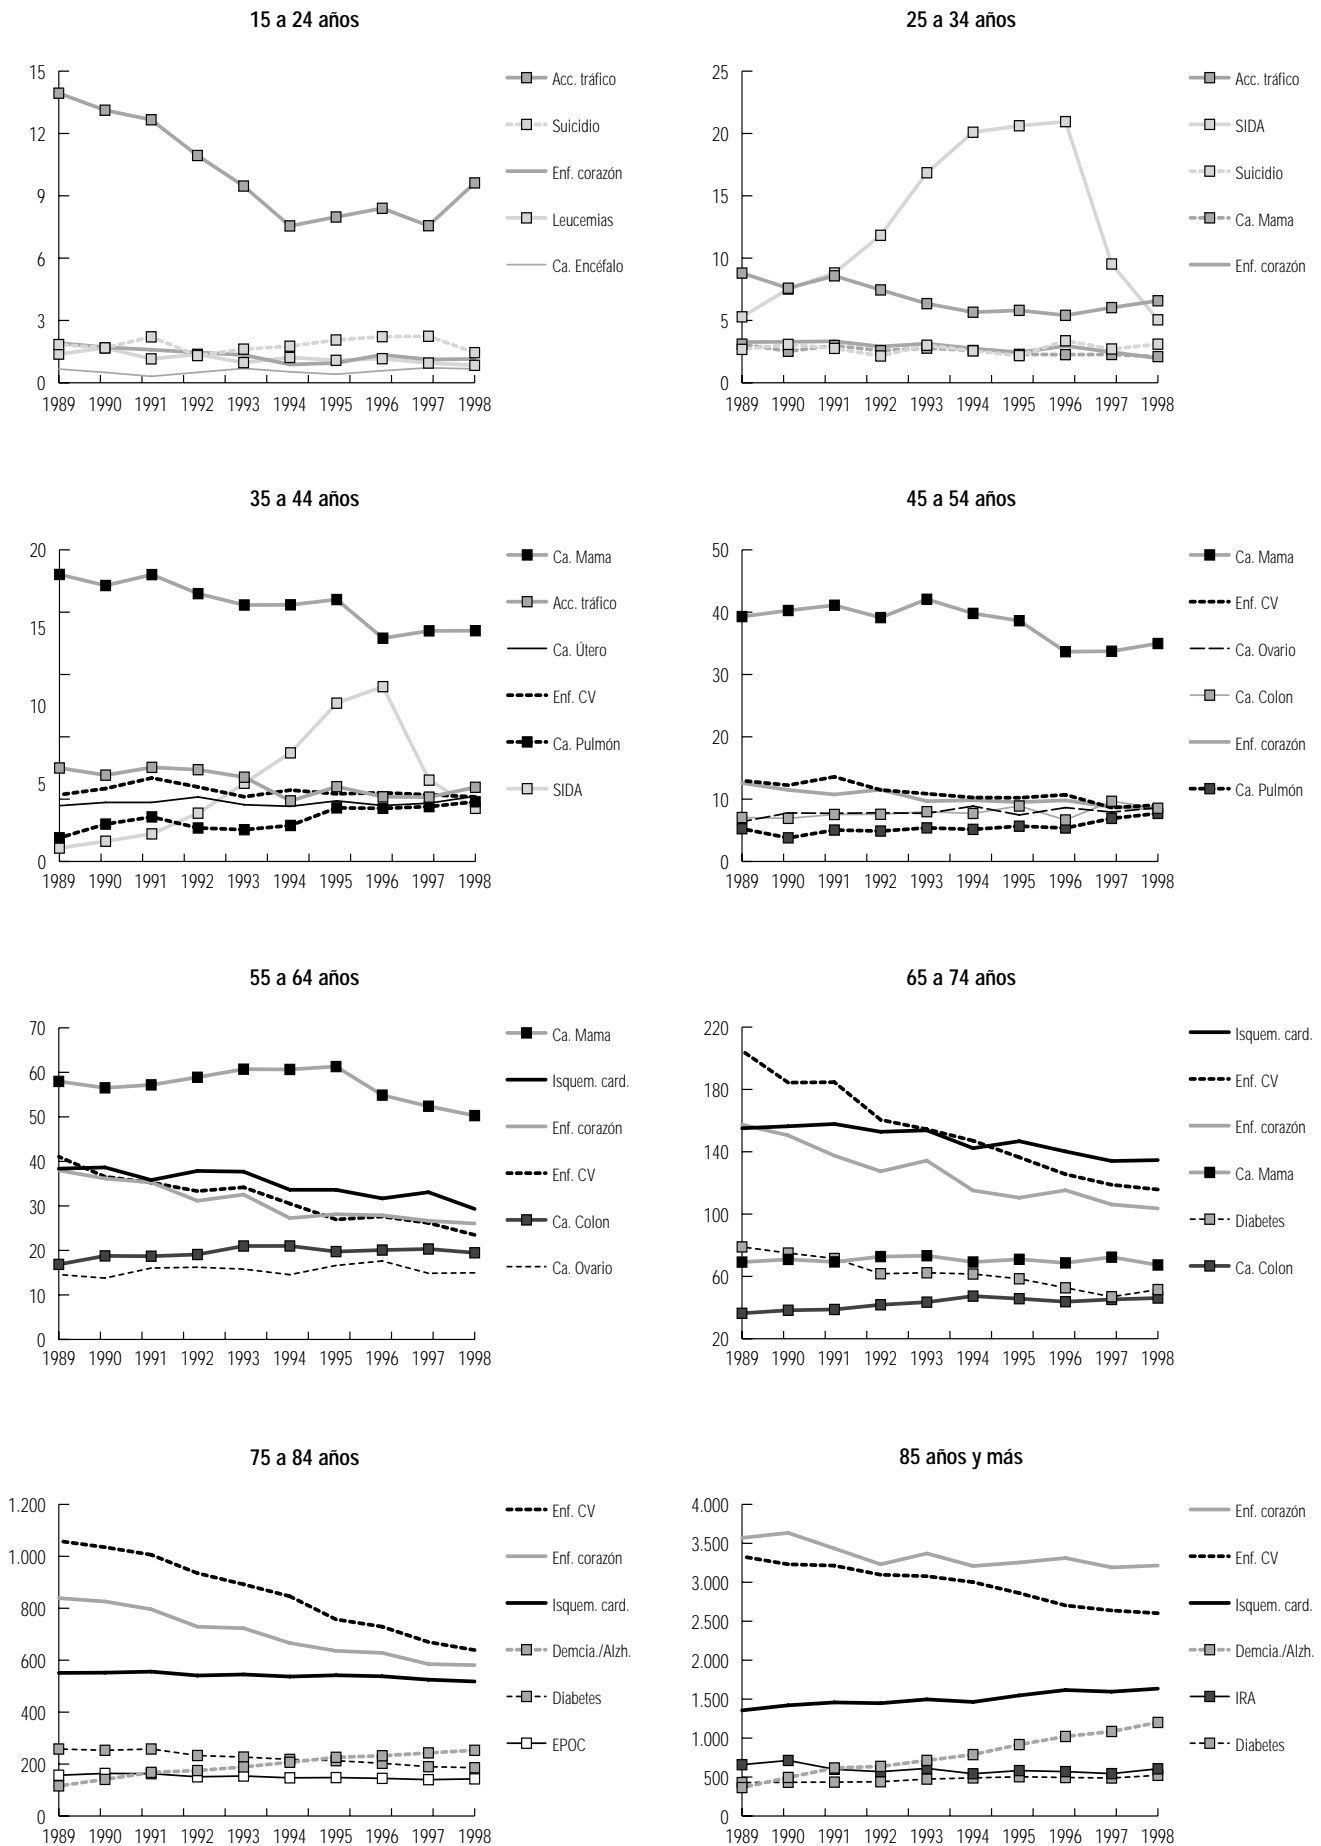 15 a 24 años
15
12
9
6
3
0
1989 1990 1991 1992 1993 1994 1995 1996 1997 1998
Acc. tráfico
Suicidio
Enf. corazón
Leucemias
Ca. Encéfalo
25 a 34 años
25
20
15
10
5
0
1989 1990 1991 1992 1993 1994 1995 1996 1997 1998
Acc. tráfico
SIDA
Suicidio
Ca. Mama
Enf. corazón
35 a 44 años
20
15
10
5
0
1989 1990 1991 1992 1993 1994 1995 1996 1997 1998
Ca. Mama
Acc. tráfico
Ca. Útero
Enf. CV
Ca. Pulmón
SIDA
45 a 54 años
50
40
30
20
10
0
1989 1990 1991 1992 1993 1994 1995 1996 1997 1998
Ca. Mama
Enf. CV
Ca. Ovario
Ca. Colon
Enf. corazón
Ca. Pulmón
55 a 64 años
70
60
50
40
30
20
10
0
1989 1990 1991 1992 1993 1994 1995 1996 1997 1998
Ca. Mama
Isquem. card.
Enf. corazón
Enf. CV
Ca. Colon
Ca. Ovario
65 a 74 años
220
180
140
100
60
20
1989 1990 1991 1992 1993 1994 1995 1996 1997 1998
Isquem. card.
Enf. CV
Enf. corazón
Ca. Mama
Diabetes
Ca. Colon
75 a 84 años
1.200
1.000
800
600
400
200
0
1989 1990 1991 1992 1993 1994 1995 1996 1997 1998
Enf. CV
Enf. corazón
Isquem. card.
Demcia./Alzh.
Diabetes
EPOC
85 años y más
4.000
3.500
3.000
2.500
2.000
1.500
1.000
500
0
1989 1990 1991 1992 1993 1994 1995 1996 1997 1998
Enf. corazón
Enf. CV
Isquem. card.
Demcia./Alzh.
IRA
Diabetes